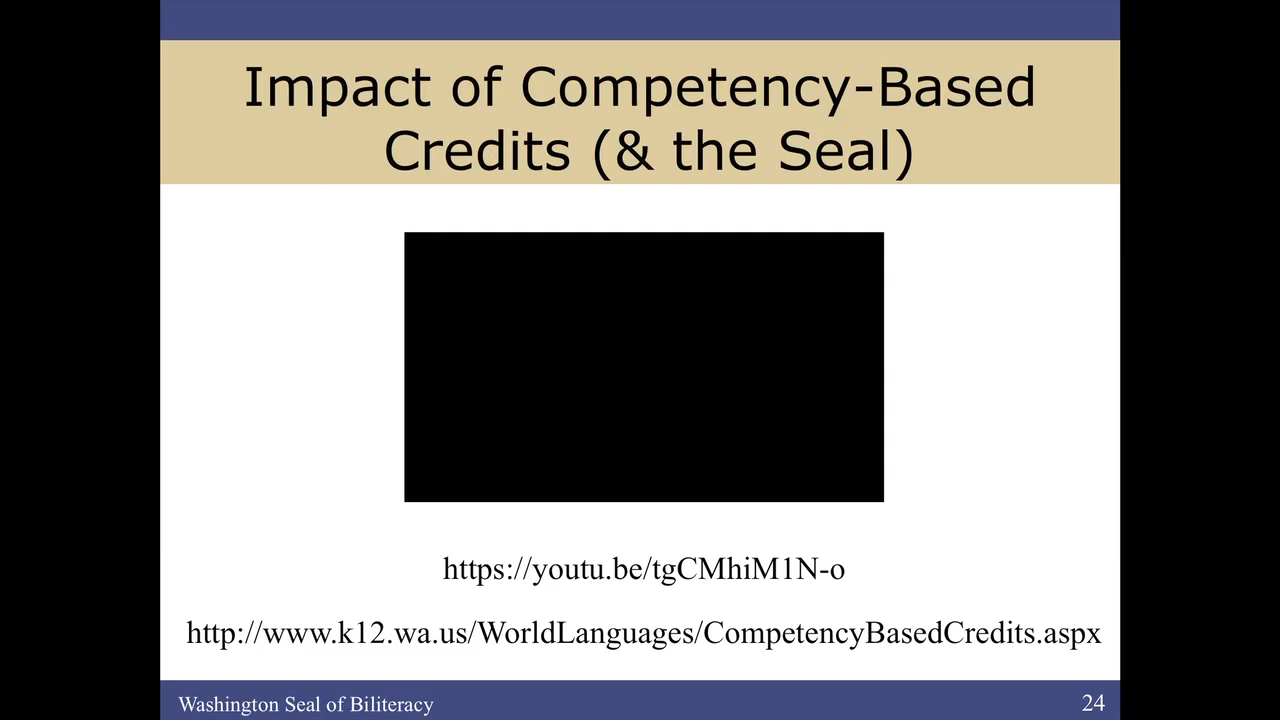 Impact of Competency-Based
Credits (& the Seal)
https://youtu.be/tgCMhiM1N-o
http://www.k12.wa.us/WorldLanguages/CompetencyBasedCredits.aspx
Washington Seal of Biliteracy
24